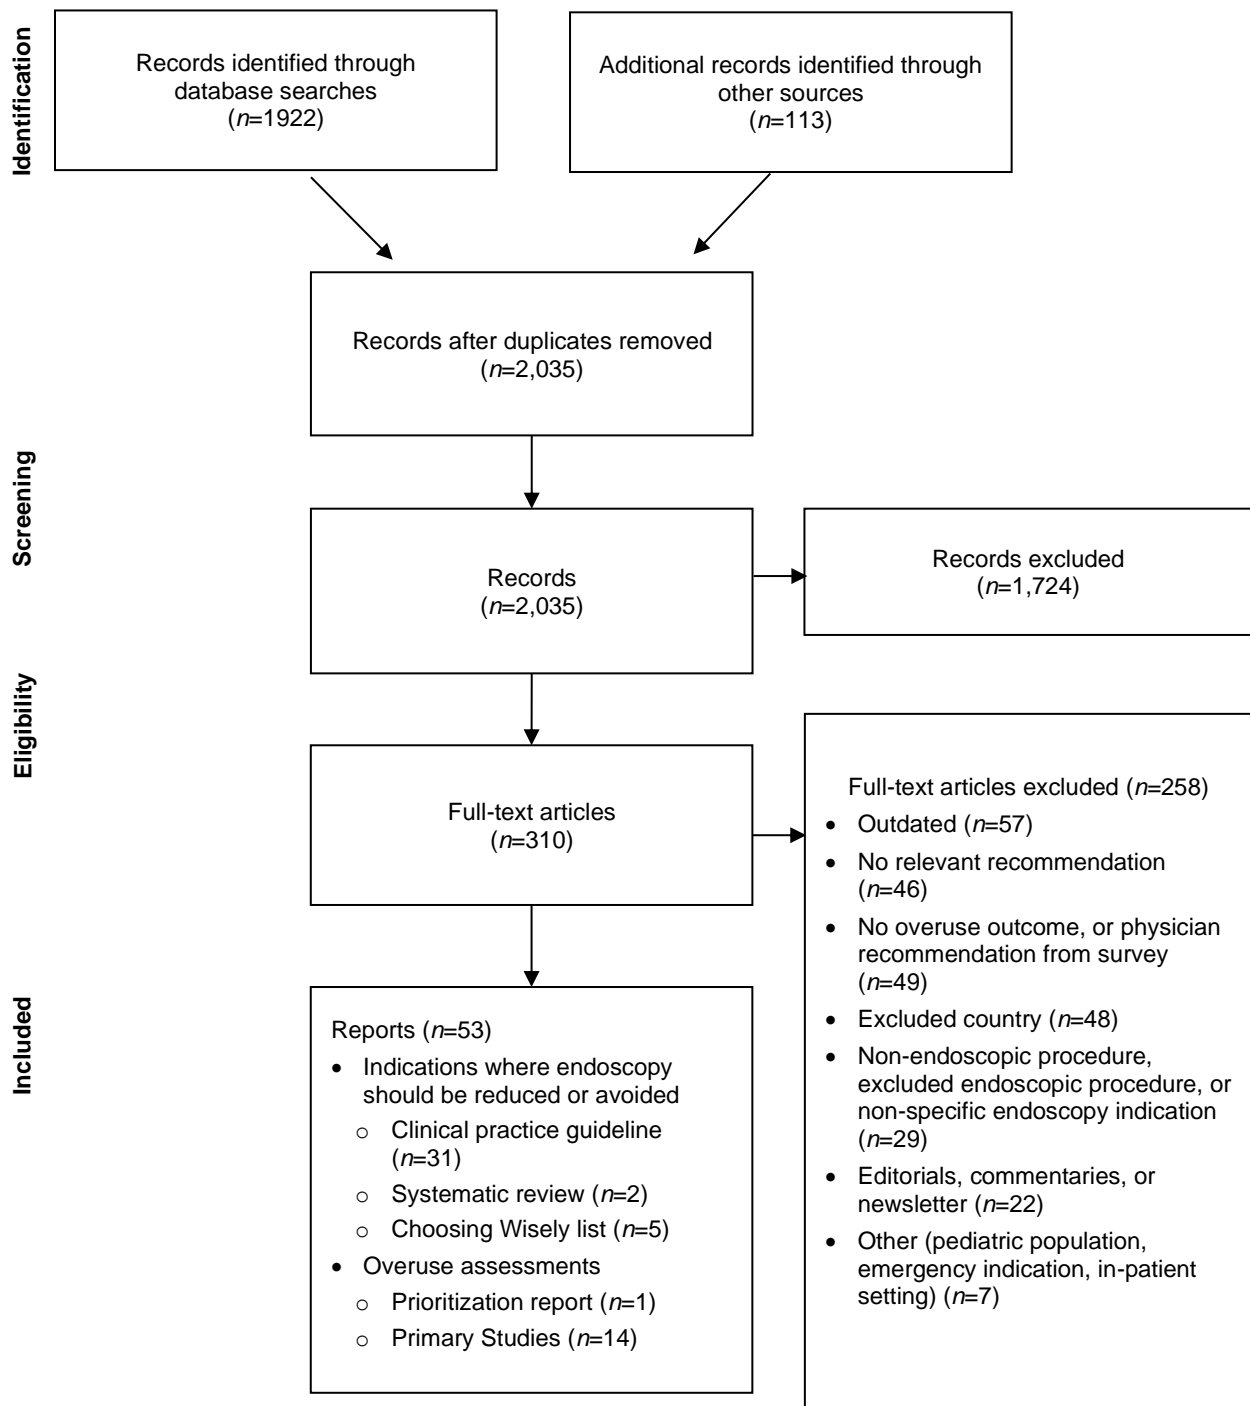 Identification
Records identified through
database searches
(n=1922)
Additional records identified through
other sources
(n=113)
Records after duplicates removed
(n=2,035)
Screening
Records
(n=2,035)
Records excluded
(n=1,724)
Eligibility
Full-text articles
(n=310)
Full-text articles excluded (n=258)
• Outdated (n=57)
• No relevant recommendation
(n=46)
• No overuse outcome, or physician
recommendation from survey
(n=49)
• Excluded country (n=48)
• Non-endoscopic procedure,
excluded endoscopic procedure, or
non-specific endoscopy indication
(n=29)
• Editorials, commentaries, or
newsletter (n=22)
• Other (pediatric population,
emergency indication, in-patient
setting) (n=7)
Included
Reports (n=53)
• Indications where endoscopy
should be reduced or avoided
o Clinical practice guideline
(n=31)
o Systematic review (n=2)
o Choosing Wisely list (n=5)
• Overuse assessments
o Prioritization report (n=1)
o Primary Studies (n=14)